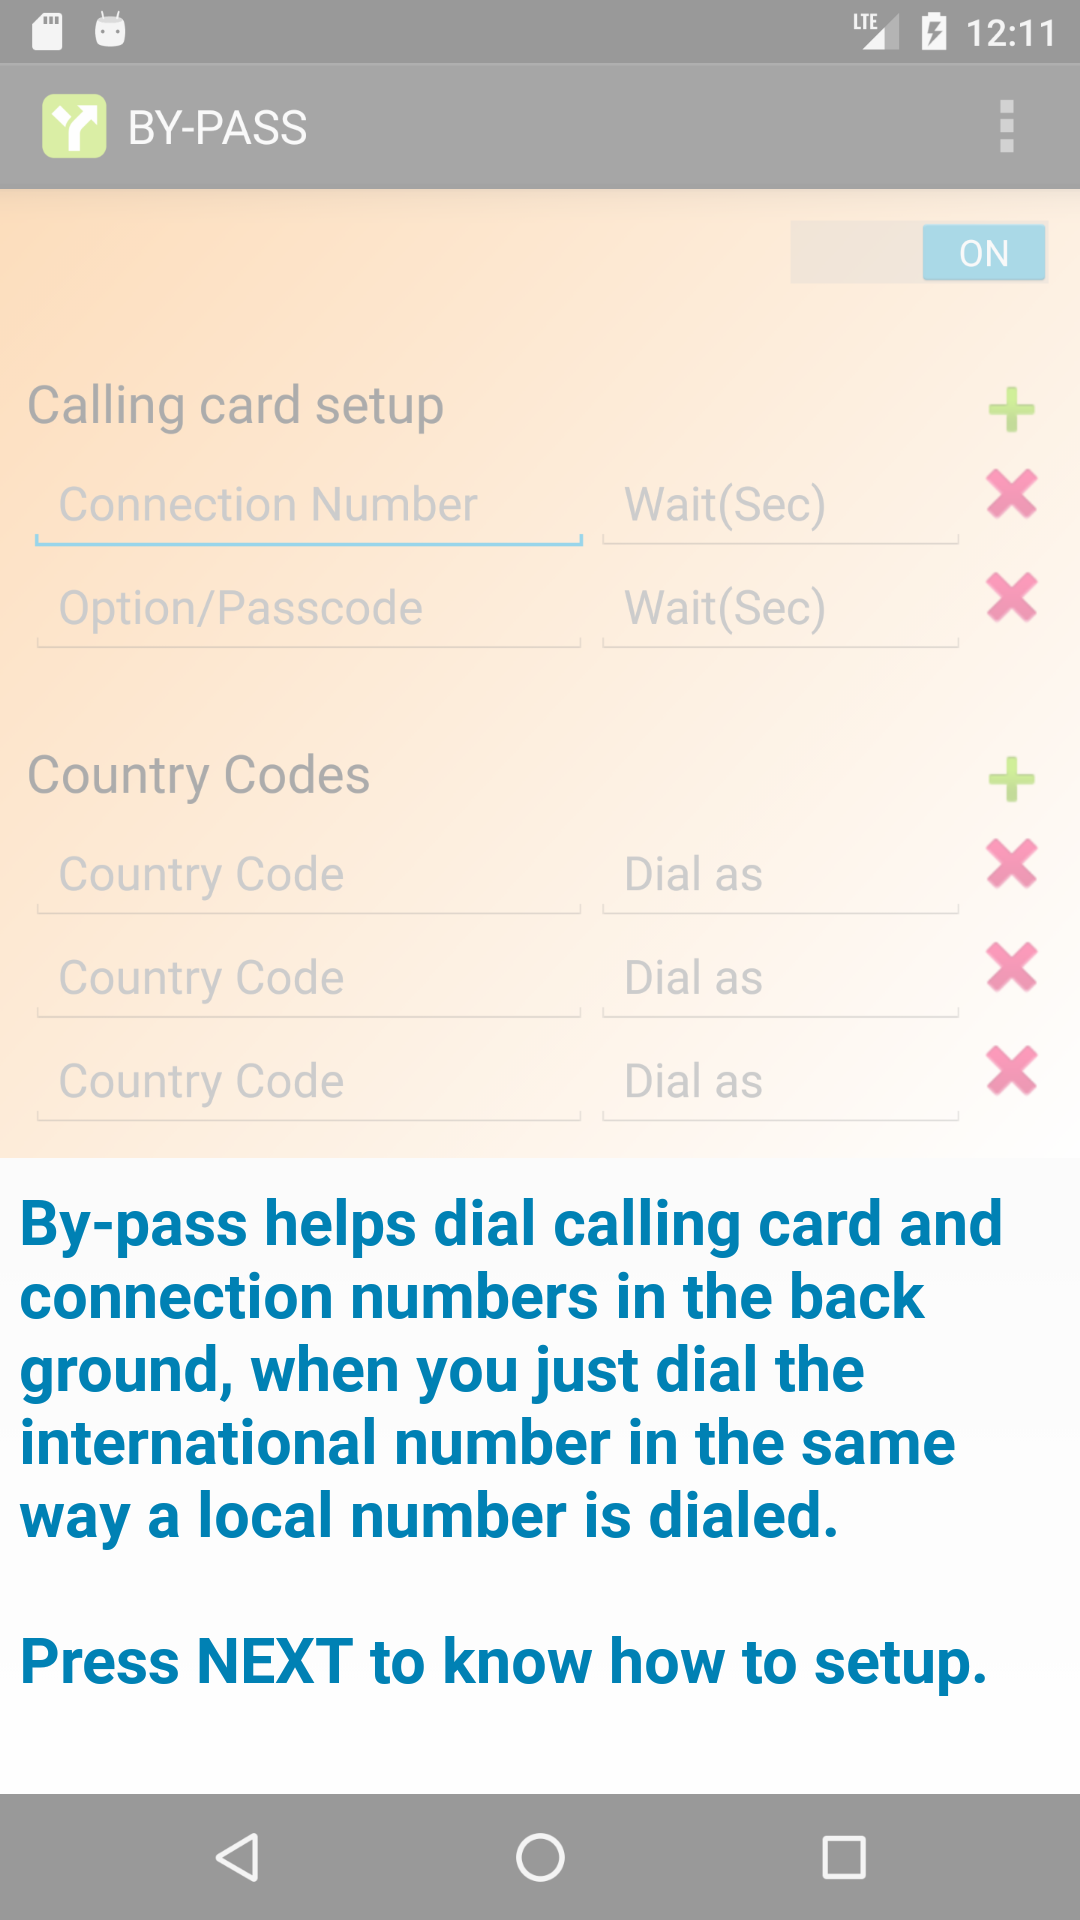 LTE 12:11
BY-PASS
ON
Calling card setup
Connection Number Wait(Sec)
Option/Passcode Wait(Sec)
Country Codes
Country Code Dial as
Country Code Dial as
Country Code Dial as
By-pass helps dial calling card and
connection numbers in the back
ground, when you just dial the
international number in the same
way a local number is dialed.
Press NEXT to know how to setup.